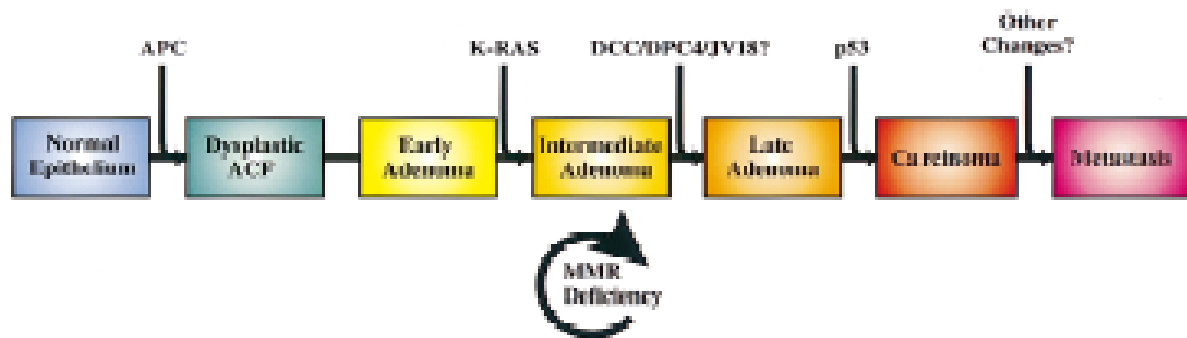 APC
K-RAS
DCC/DPC4/JV18?
p53
Other
Changes?
Normal
Epithelium
Dysplastic
ACF
Early
Adenoma
Intermediate
Adenoma
Late
Adenoma
Carcinoma
Metastasis
MMR
Deficiency